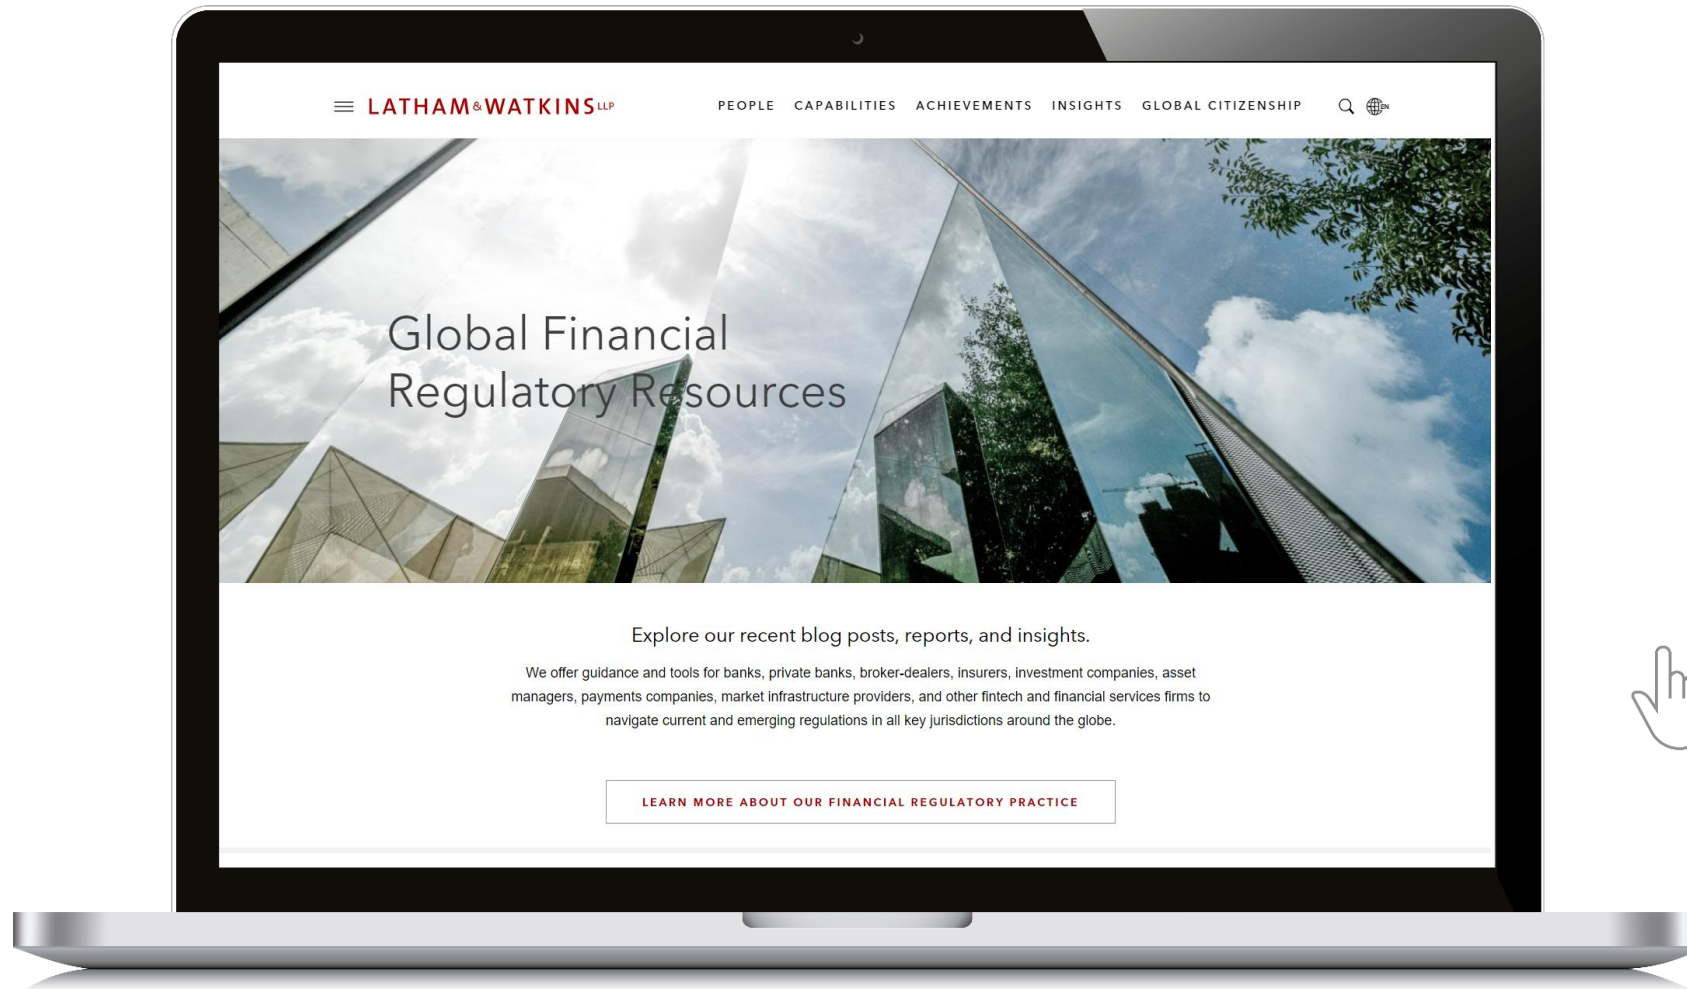 LATHAM&WATKINS LLP
PEOPLE CAPABILITIES ACHIEVEMENTS INSIGHTS GLOBAL CITIZENSHIP EN
Global Financial
Regulatory Resources
Explore our recent blog posts, reports, and insights.
We offer guidance and tools for banks, private banks, broker-dealers, insurers, investment companies, asset
managers, payments companies, market infrastructure providers, and other fintech and financial services firms to
navigate current and emerging regulations in all key jurisdictions around the globe.
LEARN MORE ABOUT OUR FINANCIAL REGULATORY PRACTICE